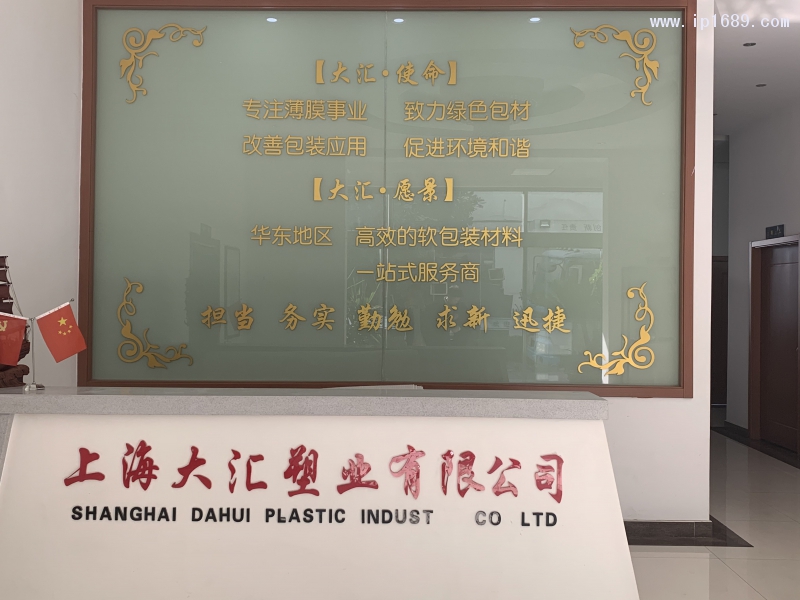 www.ip1689.com
【大汇·使命】
专注薄膜事业 致力绿色包材
改善包装应用 促进环境和谐
【大汇·愿景】
华东地区 高效的软包装材料
一站式服务商
担当 务实 勤勉 求新 迅捷
上海大汇塑业有限公司
SHANGHAI DAHUI PLASTIC INDUST CO LTD